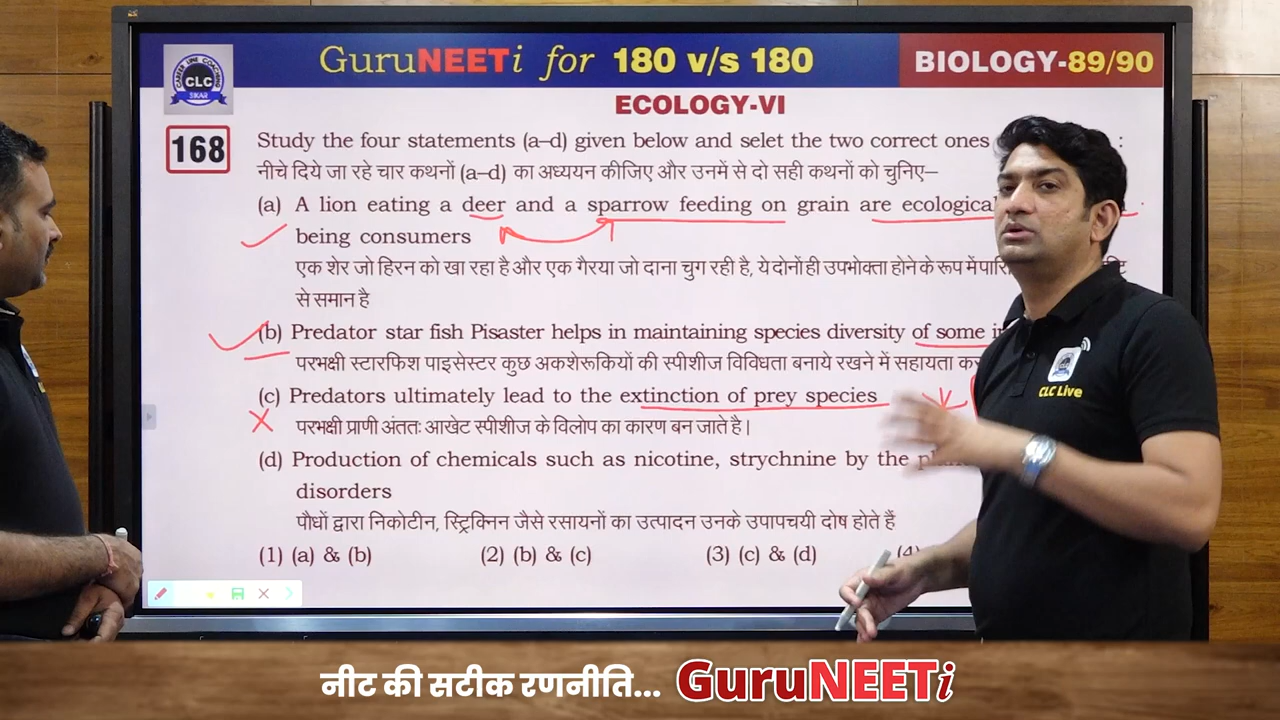 GuruNEETi for 180 v/s 180
BIOLOGY-89/90
CAREER LINE COACHING
CLC
SIKAR
ECOLOGY-VI
168
Study the four statements (a–d) given below and selet the two correct ones :
नीचे दिये जा रहे चार कथनों (a–d) का अध्ययन कीजिए और उनमें से दो सही कथनों को चुनिए–
(a) A lion eating a deer and a sparrow feeding on grain are
being consumers
एक शेर जो हिरन को खा रहा है और एक गैरया जो दाना चुग रही है, ये दोनों ही उपभोक्ता होने के रूप में
से समान है
(b) Predator star fish Pisaster helps in maintaining species diversity of some
परभक्षी स्टारफिश पाइसेस्टर कुछ अकशेरूकियों की स्पीशीज विविधता बनाये रखने में सहायता
(c) Predators ultimately lead to the extinction of prey species
परभक्षी प्राणी अंततः आखेट स्पीशीज के विलोप का कारण बन जाते है।
(d) Production of chemicals such as nicotine, strychnine by the
disorders
पौधों द्वारा निकोटीन, स्ट्रिक्निन जैसे रसायनों का उत्पादन उनके उपापचयी दोष होते हैं
(1) (a) & (b) (2) (b) & (c) (3) (c) & (d) (4)
CLC Live
नीट की सटीक रणनीति... GuruNEETi